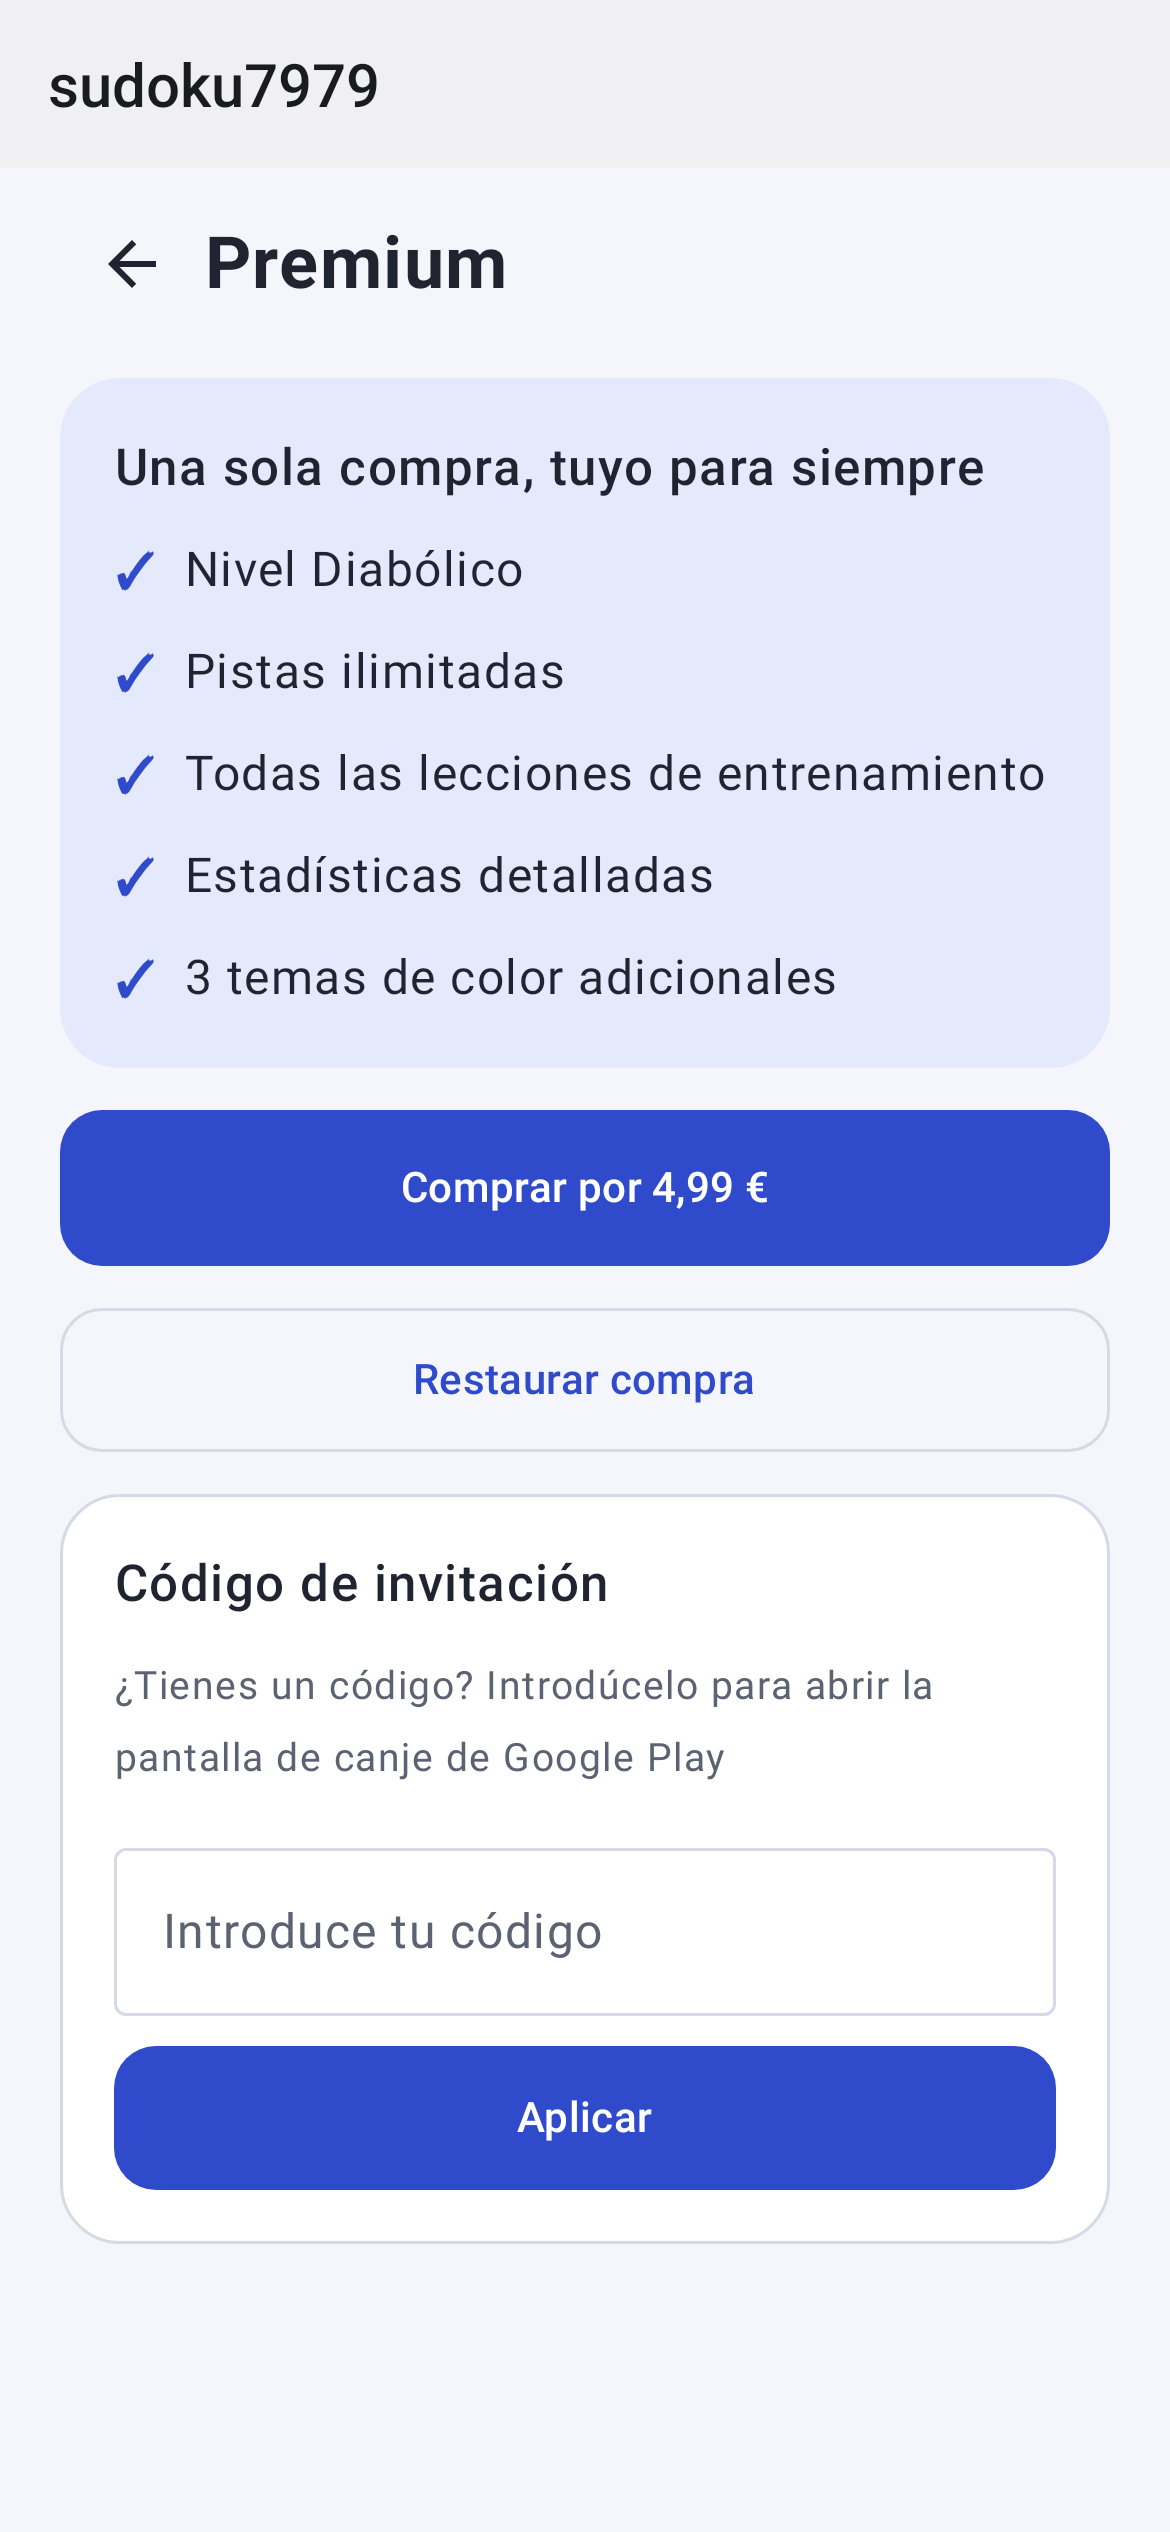 sudoku7979
Premium
Una sola compra, tuyo para siempre
✓ Nivel Diabólico
✓ Pistas ilimitadas
✓ Todas las lecciones de entrenamiento
✓ Estadísticas detalladas
✓ 3 temas de color adicionales
Comprar por 4,99 €
Restaurar compra
Código de invitación
¿Tienes un código? Introdúcelo para abrir la
pantalla de canje de Google Play
Introduce tu código
Aplicar